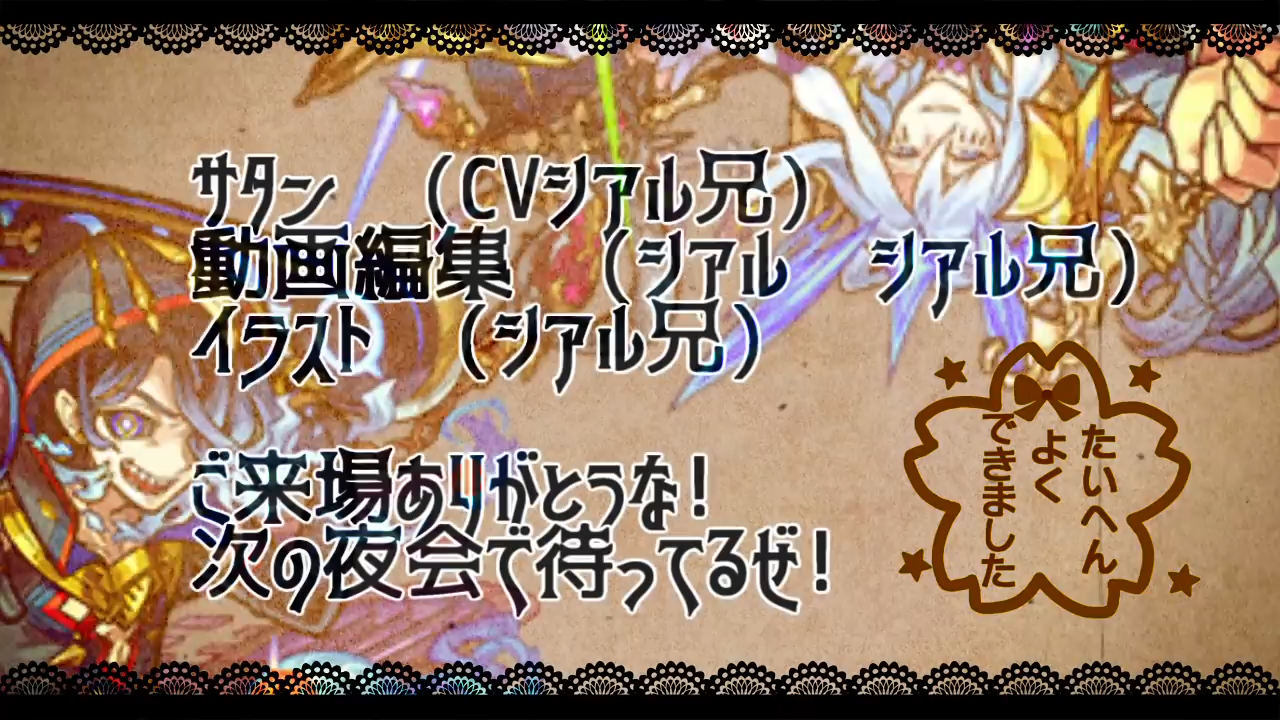 サタン　（CVシアル兄）
動画編集　（シアル　シアル兄）
イラスト　（シアル兄）
ご来場ありがとうな！
次の夜会で待ってるぜ！
たいへん
よく
できました